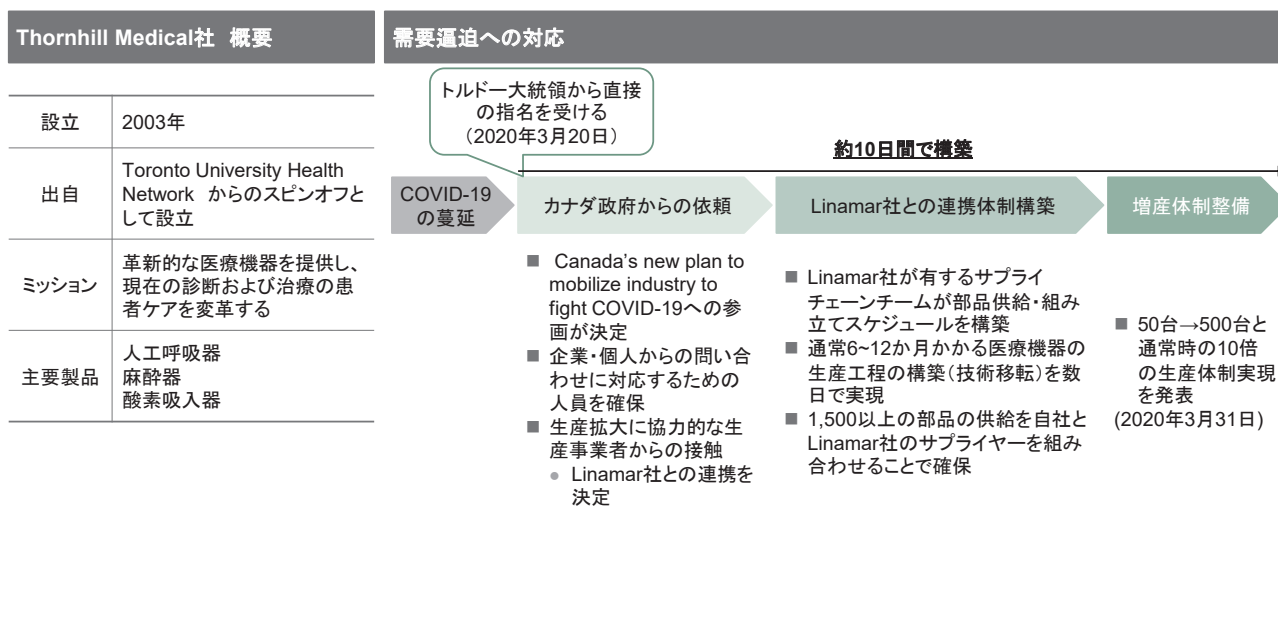 Thornhill Medical社 概要
設立
2003年
出自
Toronto University Health
Network からのスピンオフと
して設立
ミッション
革新的な医療機器を提供し、
現在の診断および治療の患
者ケアを変革する
主要製品
人工呼吸器
麻酔器
酸素吸入器
需要逼迫への対応
トルドー大統領から直接
の指名を受ける
（2020年3月20日）
約10日間で構築
COVID-19
の蔓延
カナダ政府からの依頼
Linamar社との連携体制構築
増産体制整備
■ Canada's new plan to
mobilize industry to
fight COVID-19への参
画が決定
■ 企業・個人からの問い合
わせに対応するための
人員を確保
■ 生産拡大に協力的な生
産事業者からの接触
● Linamar社との連携を
決定
■ Linamar社が有するサプライ
チェーンチームが部品供給・組み
立てスケジュールを構築
■ 通常6~12か月かかる医療機器の
生産工程の構築（技術移転）を数
日で実現
■ 1,500以上の部品の供給を自社と
Linamar社のサプライヤーを組み
合わせることで確保
■ 50台→500台と
通常時の10倍
の生産体制実現
を発表
(2020年3月31日)